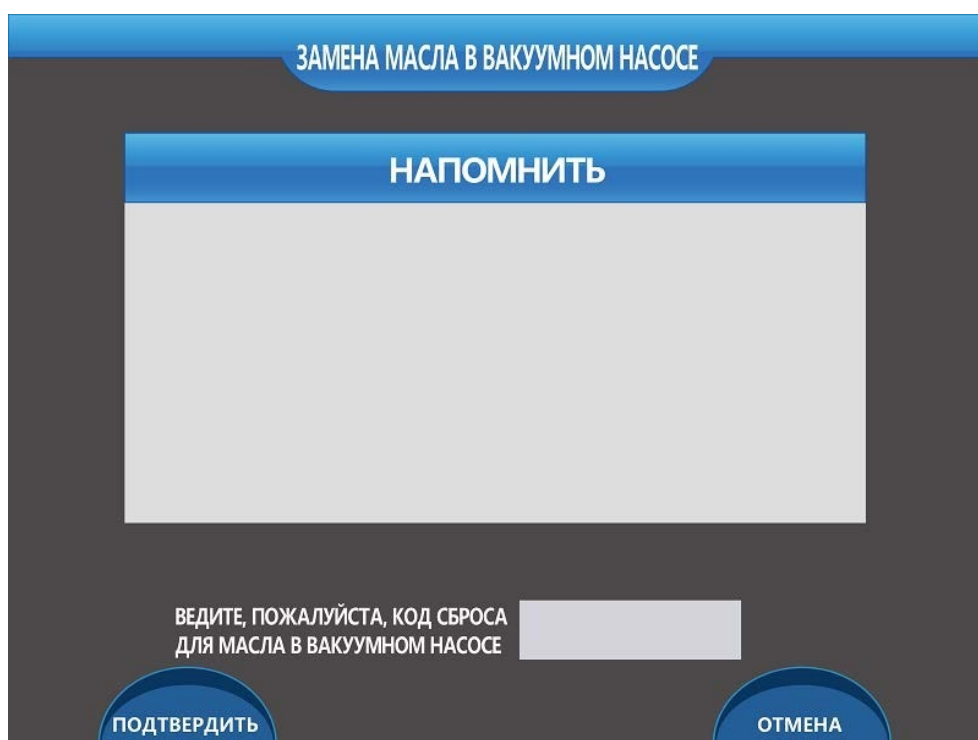 ЗАМЕНА МАСЛА В ВАКУУМНОМ НАСОСЕ
НАПОМНИТЬ
ВЕДИТЕ, ПОЖАЛУЙСТА, КОД СБРОСА
ДЛЯ МАСЛА В ВАКУУМНОМ НАСОСЕ
ПОДТВЕРДИТЬ
ОТМЕНА